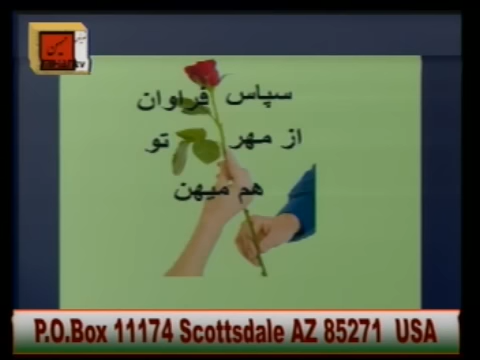 سپاس فراوان
از مهر تو
هم میهن
P.O.Box 11174 Scottsdale AZ 85271 USA